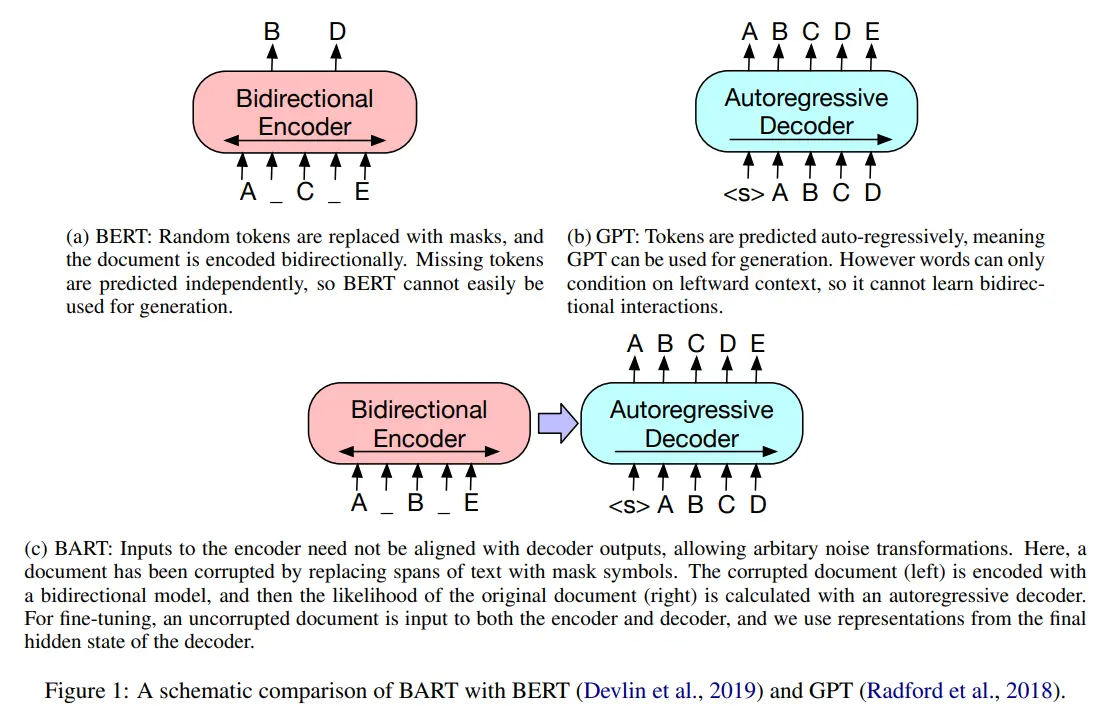 B D
Bidirectional
Encoder
A _ C _ E
(a) BERT: Random tokens are replaced with masks, and
the document is encoded bidirectionally. Missing tokens
are predicted independently, so BERT cannot easily be
used for generation.
A B C D E
Autoregressive
Decoder
<s> A B C D
(b) GPT: Tokens are predicted auto-regressively, meaning
GPT can be used for generation. However words can only
condition on leftward context, so it cannot learn bidirec-
tional interactions.
Bidirectional
Encoder
A _ B _ E
A B C D E
Autoregressive
Decoder
<s> A B C D
(c) BART: Inputs to the encoder need not be aligned with decoder outputs, allowing arbitary noise transformations. Here, a
document has been corrupted by replacing spans of text with mask symbols. The corrupted document (left) is encoded with
a bidirectional model, and then the likelihood of the original document (right) is calculated with an autoregressive decoder.
For fine-tuning, an uncorrupted document is input to both the encoder and decoder, and we use representations from the final
hidden state of the decoder.
Figure 1: A schematic comparison of BART with BERT (Devlin et al., 2019) and GPT (Radford et al., 2018).